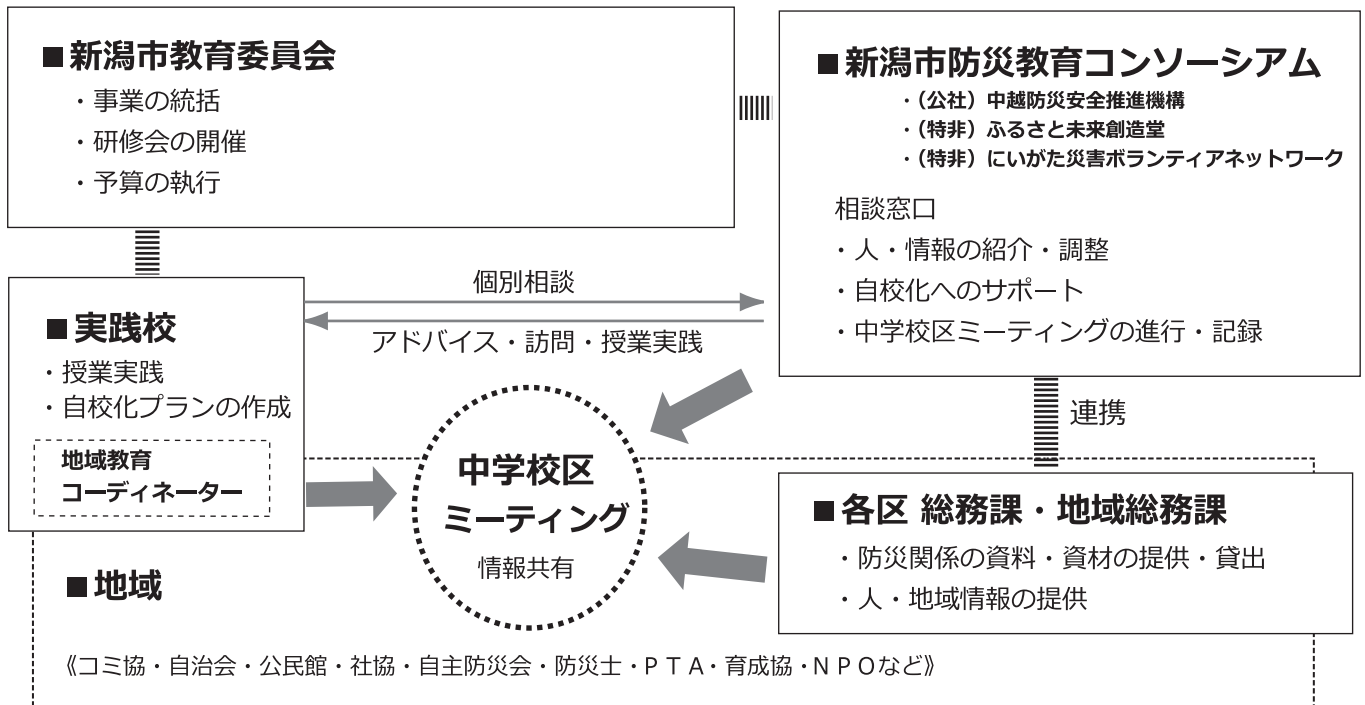 ■新潟市教育委員会
・事業の統括
・研修会の開催
・予算の執行
■新潟市防災教育コンソーシアム
・（公社）中越防災安全推進機構
・（特非）ふるさと未来創造堂
・（特非）にいがた災害ボランティアネットワーク
相談窓口
・人・情報の紹介・調整
・自校化へのサポート
・中学校区ミーティングの進行・記録
個別相談
アドバイス・訪問・授業実践
■実践校
・授業実践
・自校化プランの作成
地域教育
コーディネーター
中学校区
ミーティング
情報共有
連携
■各区 総務課・地域総務課
・防災関係の資料・資材の提供・貸出
・人・地域情報の提供
■地域
《コミ協・自治会・公民館・社協・自主防災会・防災士・ＰＴＡ・育成協・ＮＰＯなど》